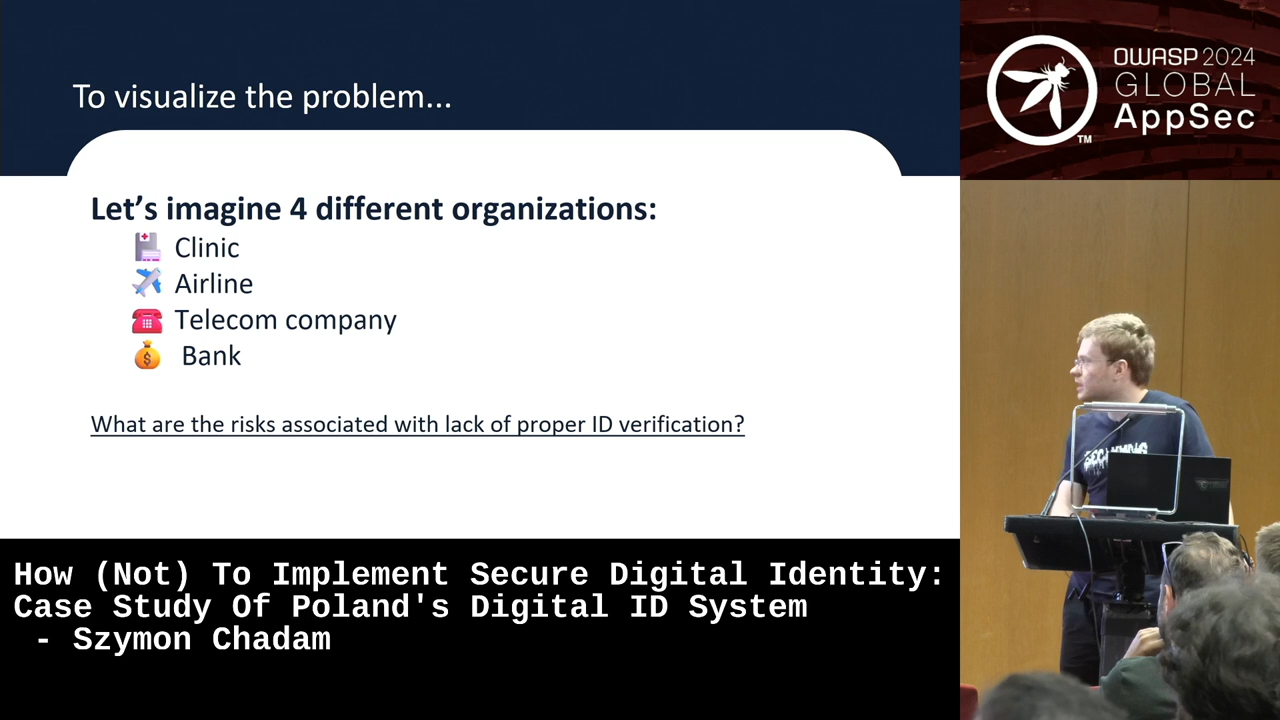 To visualize the problem...
Let's imagine 4 different organizations:
Clinic
Airline
Telecom company
Bank
What are the risks associated with lack of proper ID verification?
OWASP 2024
GLOBAL
AppSec
TM
How (Not) To Implement Secure Digital Identity:
Case Study Of Poland's Digital ID System
- Szymon Chadam